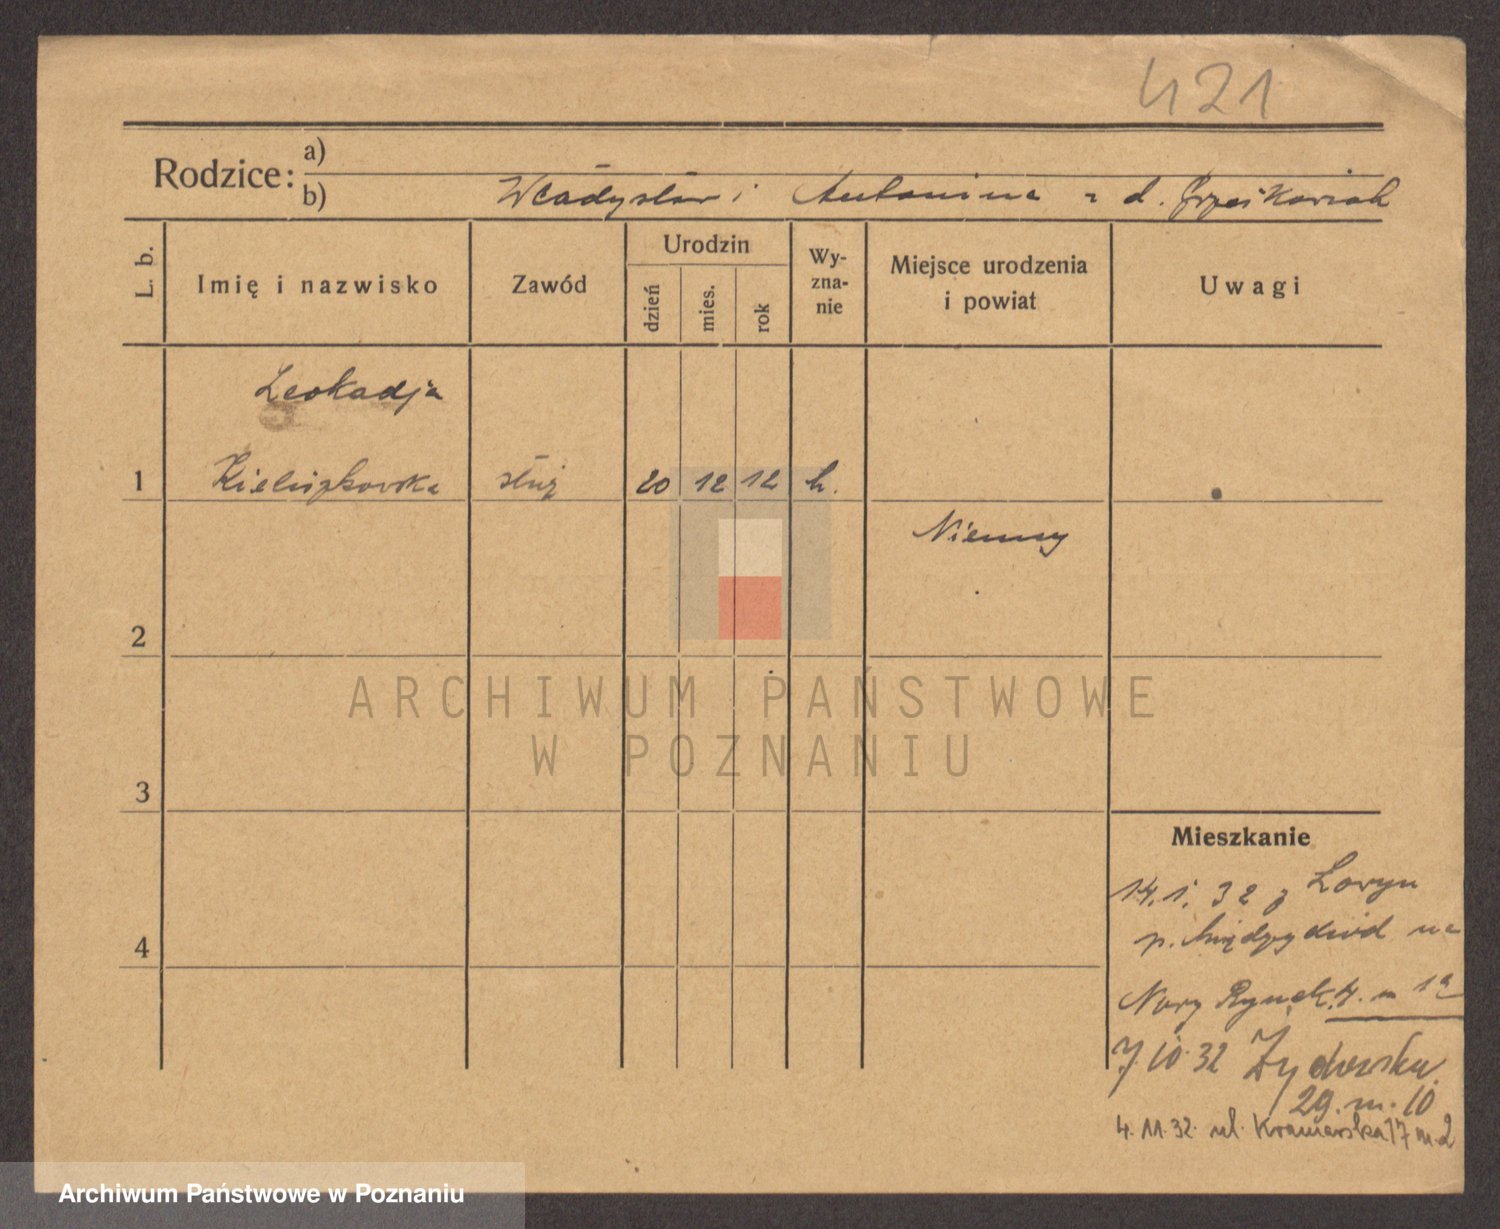 421
Rodzice: a)
b) Władysław i Antonina z d. Grześkowiak
L. b.
Imię i nazwisko
Zawód
Urodzin
dzień
mies.
rok
Wy-
zna-
nie
Miejsce urodzenia
i powiat
Uwagi
Leokadja
1 Kieliszkowska służ 20 12 12 k.
Niemcy
2
3
4
ARCHIWUM PAŃSTWOWE
W POZNANIU
Mieszkanie
14. 1. 32 z
p. Międzychód na
Nowy Rynek 4. m 1a
7 10 32 Żydowska
29. m. 10
4. 11. 32. ul. Kramarska 17 m. 2
Archiwum Państwowe w Poznaniu